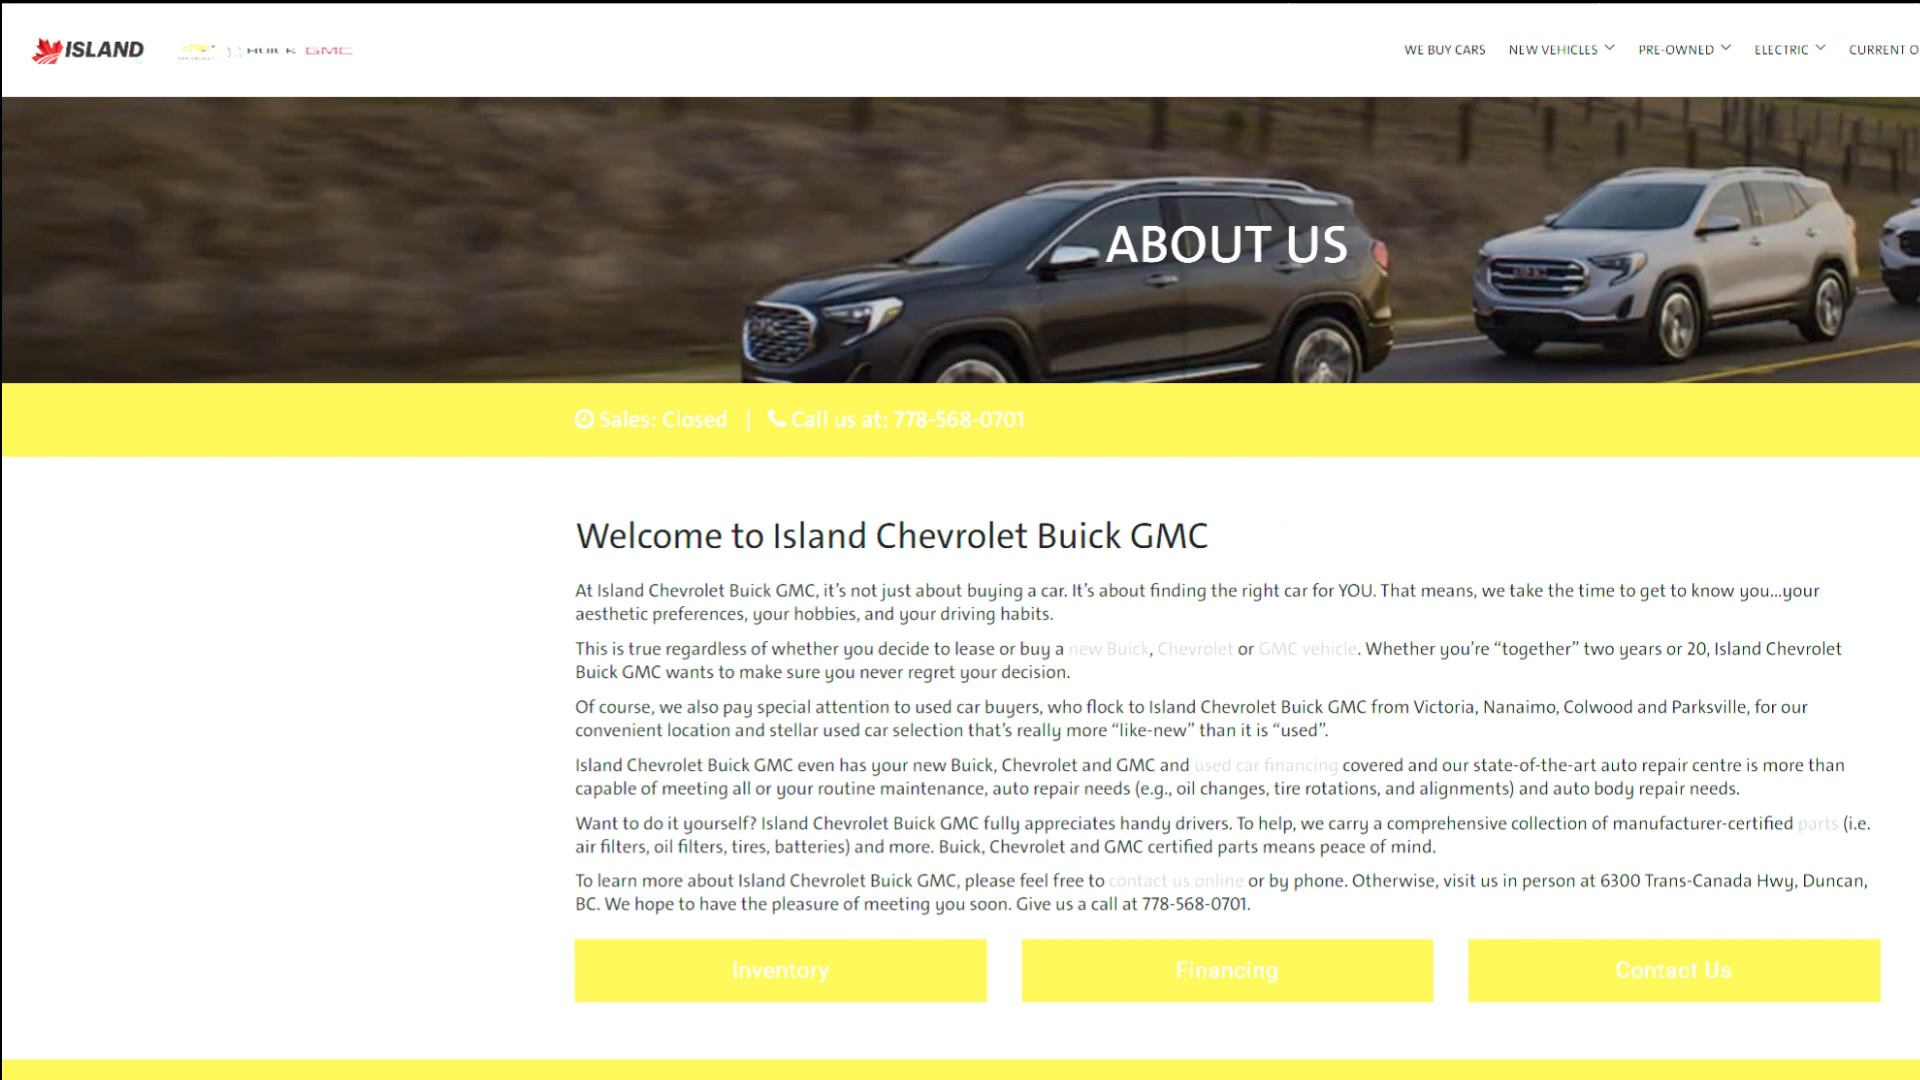 ISLAND BUICK GMC WE BUY CARS NEW VEHICLES PRE-OWNED ELECTRIC CURRENT O
ABOUT US
Sales: Closed | Call us at: 778-568-0701
Welcome to Island Chevrolet Buick GMC
At Island Chevrolet Buick GMC, it's not just about buying a car. It's about finding the right car for YOU. That means, we take the time to get to know you...your
aesthetic preferences, your hobbies, and your driving habits.
This is true regardless of whether you decide to lease or buy a new Buick, Chevrolet or GMC vehicle. Whether you're “together” two years or 20, Island Chevrolet
Buick GMC wants to make sure you never regret your decision.
Of course, we also pay special attention to used car buyers, who flock to Island Chevrolet Buick GMC from Victoria, Nanaimo, Colwood and Parksville, for our
convenient location and stellar used car selection that's really more “like-new” than it is “used”.
Island Chevrolet Buick GMC even has your new Buick, Chevrolet and GMC and used car financing covered and our state-of-the-art auto repair centre is more than
capable of meeting all or your routine maintenance, auto repair needs (e.g., oil changes, tire rotations, and alignments) and auto body repair needs.
Want to do it yourself? Island Chevrolet Buick GMC fully appreciates handy drivers. To help, we carry a comprehensive collection of manufacturer-certified parts (i.e.
air filters, oil filters, tires, batteries) and more. Buick, Chevrolet and GMC certified parts means peace of mind.
To learn more about Island Chevrolet Buick GMC, please feel free to contact us online or by phone. Otherwise, visit us in person at 6300 Trans-Canada Hwy, Duncan,
BC. We hope to have the pleasure of meeting you soon. Give us a call at 778-568-0701.
Inventory Financing Contact Us